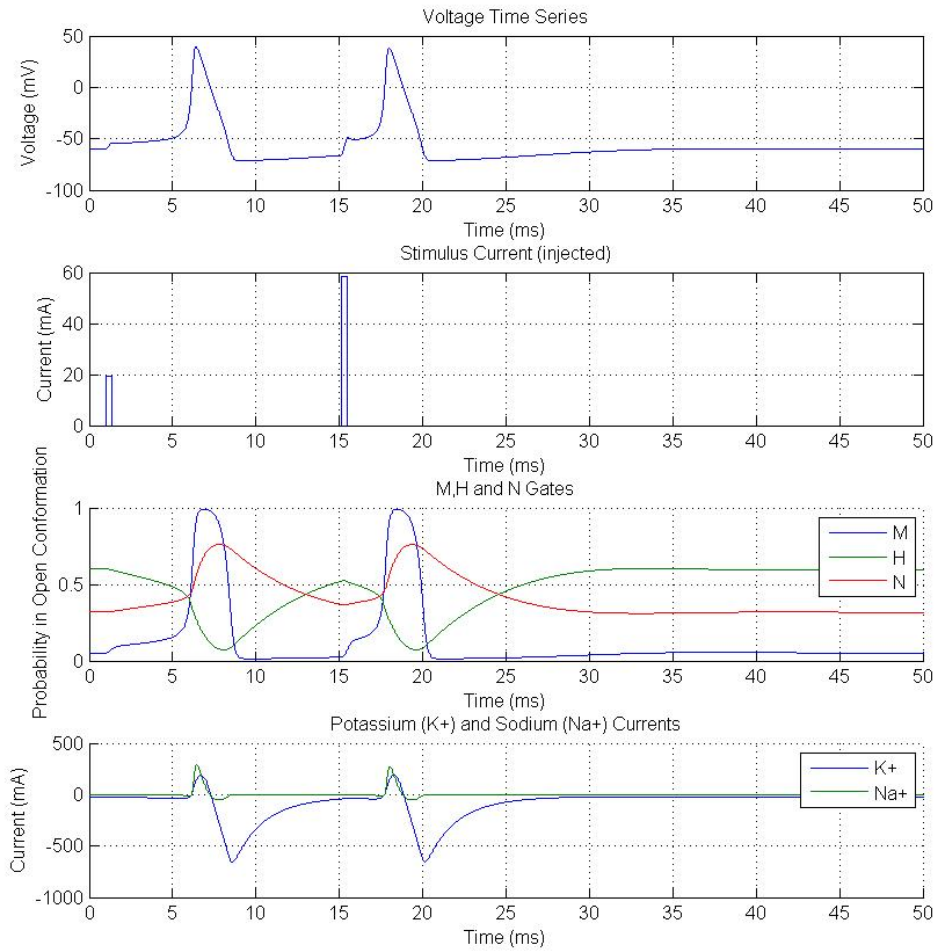 Voltage Time Series
50
0
-50
-100
Voltage (mV)
0 5 10 15 20 25 30 35 40 45 50
Time (ms)
Stimulus Current (injected)
60
40
20
0
Current (mA)
0 5 10 15 20 25 30 35 40 45 50
Time (ms)
M,H and N Gates
1
0.5
0
Probability in Open Conformation
M
H
N
0 5 10 15 20 25 30 35 40 45 50
Time (ms)
Potassium (K+) and Sodium (Na+) Currents
500
0
-500
-1000
Current (mA)
K+
Na+
0 5 10 15 20 25 30 35 40 45 50
Time (ms)